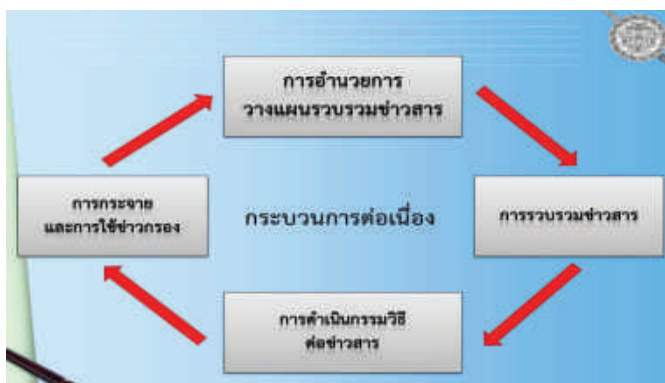 การอำนวยการ
วางแผนรวบรวมข่าวสาร
การกระจาย
และการใช้ข่าวกรอง
กระบวนการต่อเนื่อง
การรวบรวมข่าวสาร
การดำเนินกรรมวิธี
ต่อข่าวสาร